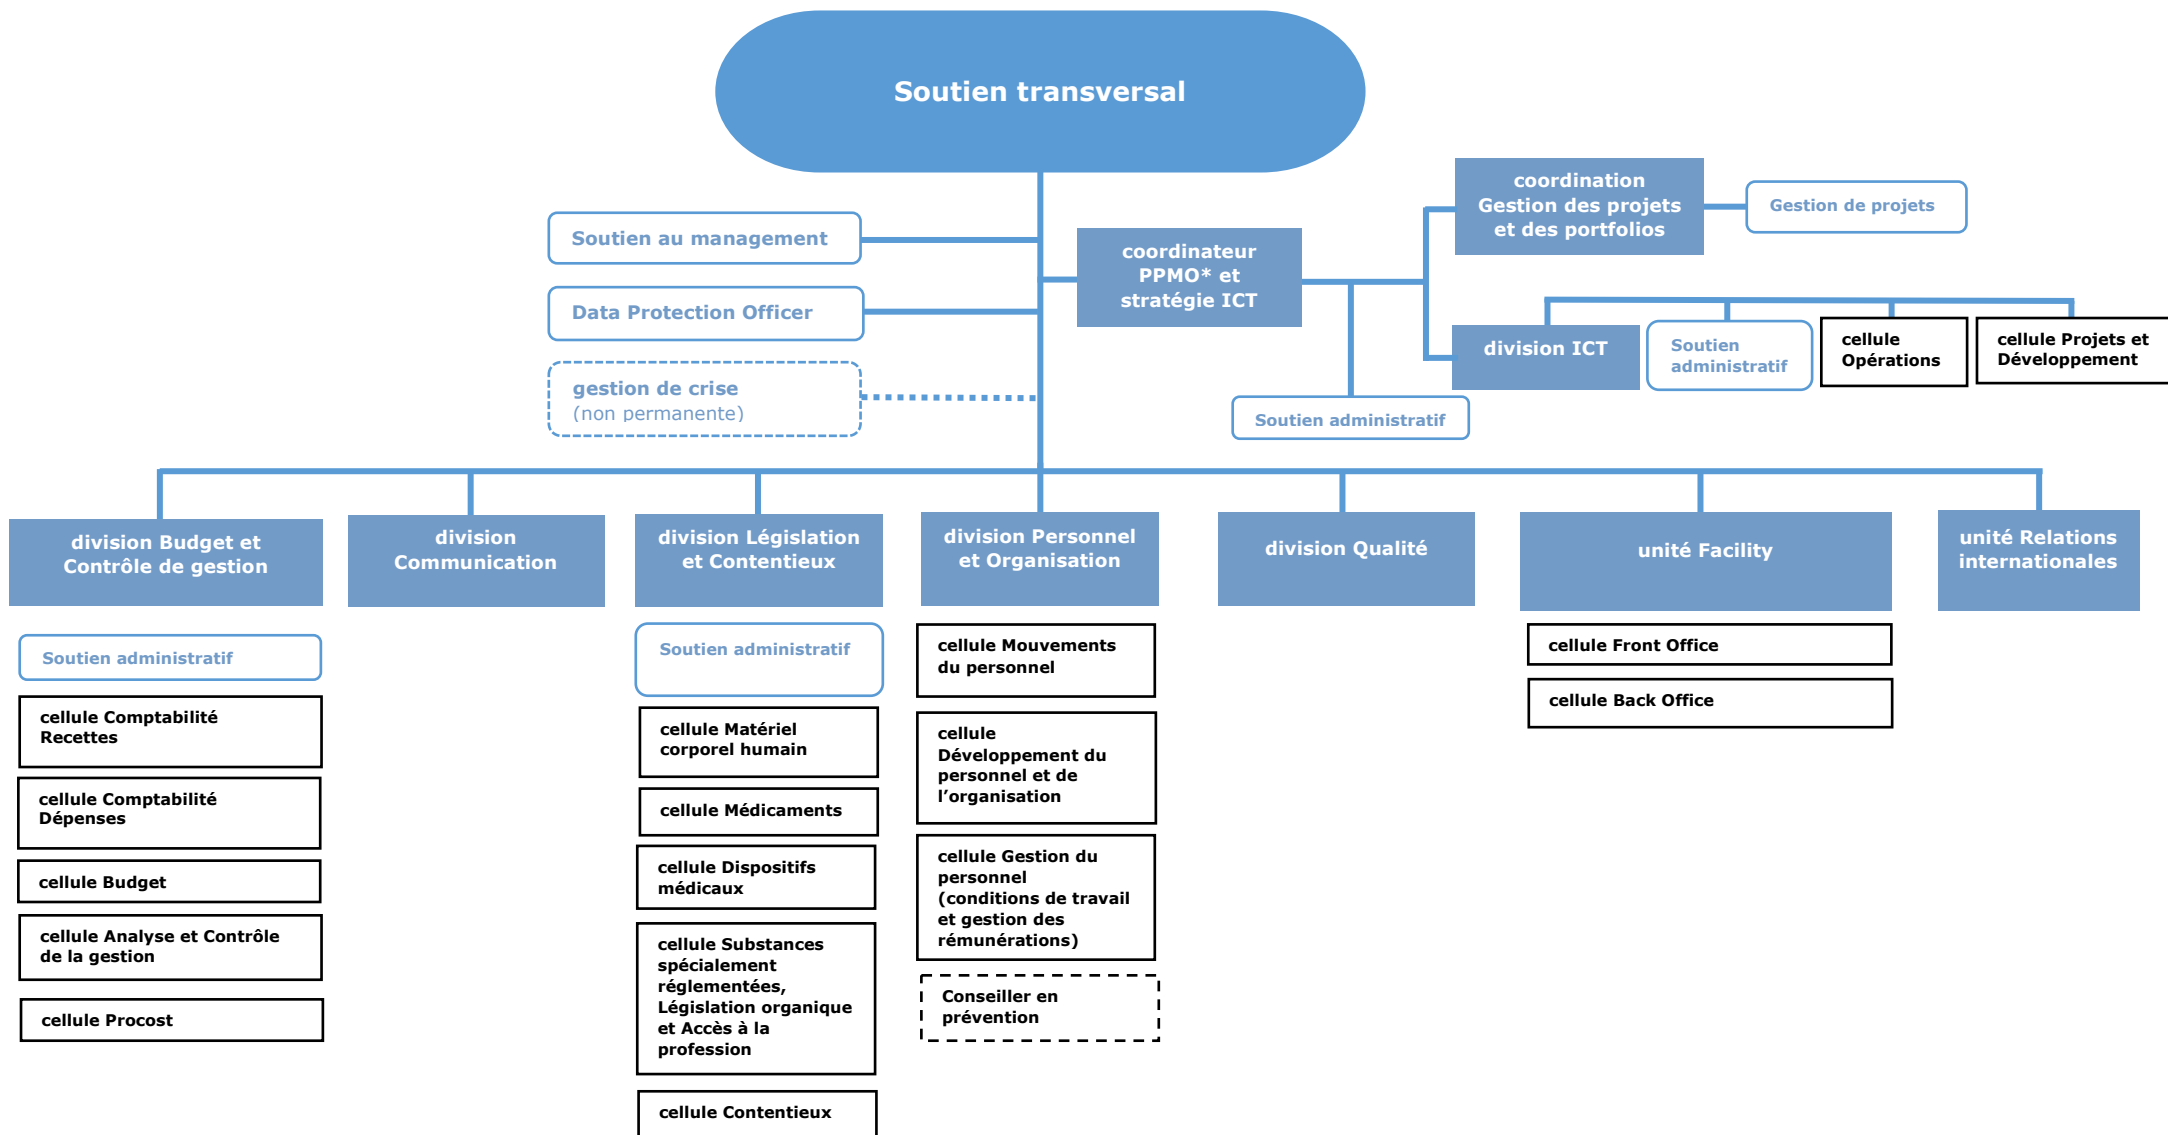 Soutien transversal
Soutien au management
Data Protection Officer
gestion de crise
(non permanente)
coordinateur
PPMO* et
stratégie ICT
coordination
Gestion des projets
et des portfolios
Gestion de projets
division ICT
Soutien
administratif
cellule
Opérations
cellule Projets et
Développement
Soutien administratif
division Budget et
Contrôle de gestion
Soutien administratif
cellule Comptabilité
Recettes
cellule Comptabilité
Dépenses
cellule Budget
cellule Analyse et Contrôle
de la gestion
cellule Procost
division
Communication
division Législation
et Contentieux
Soutien administratif
cellule Matériel
corporel humain
cellule Médicaments
cellule Dispositifs
médicaux
cellule Substances
spécialement
réglementées,
Législation organique
et Accès à la
profession
cellule Contentieux
division Personnel
et Organisation
cellule Mouvements
du personnel
cellule
Développement du
personnel et de
l’organisation
cellule Gestion du
personnel
(conditions de travail
et gestion des
rémunérations)
Conseiller en
prévention
division Qualité
unité Facility
cellule Front Office
cellule Back Office
unité Relations
internationales